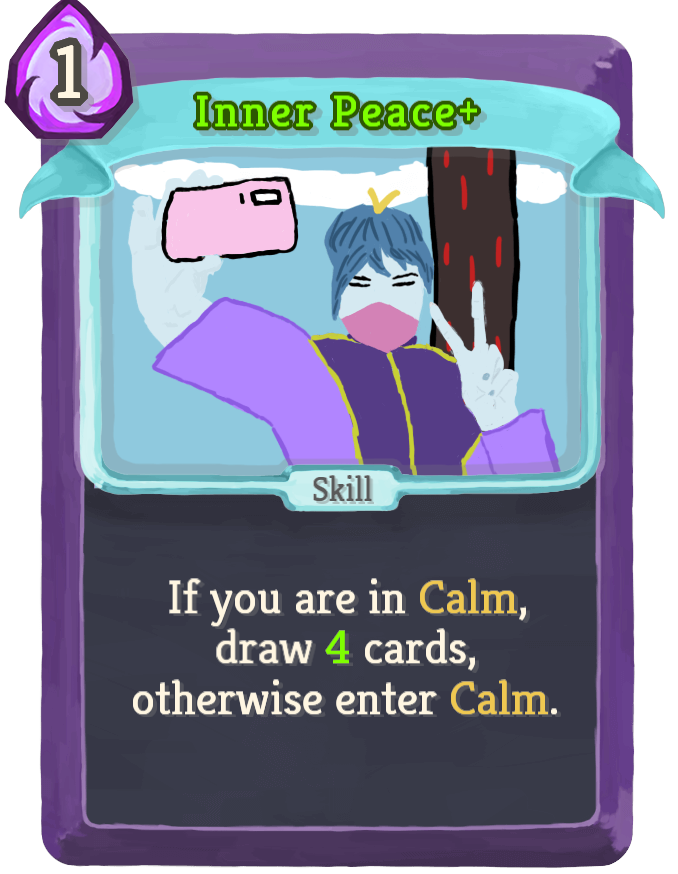 1
Inner Peace+
Skill
If you are in Calm,
draw 4 cards,
otherwise enter Calm.